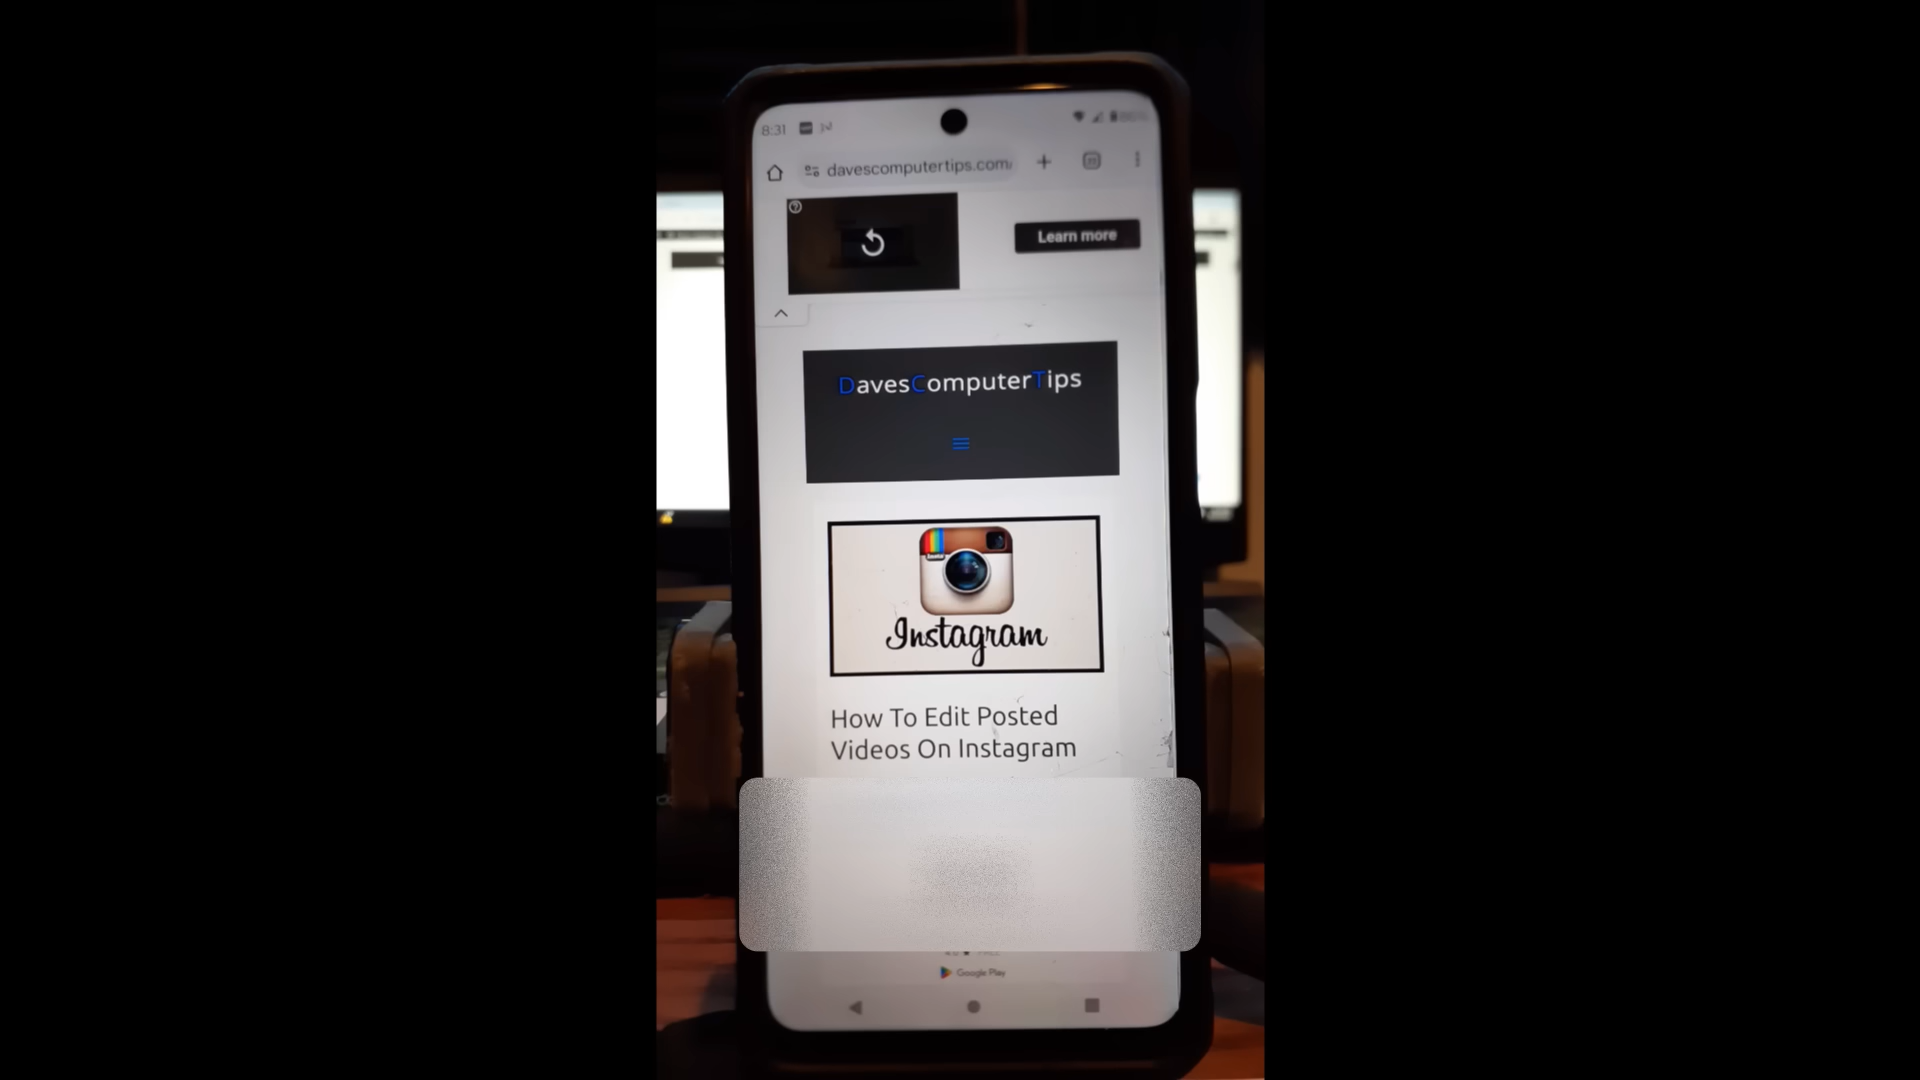 8:31
davescomputertips.com/
Learn more
DavesComputerTips
Instagram
How To Edit Posted
Videos On Instagram
Google Play